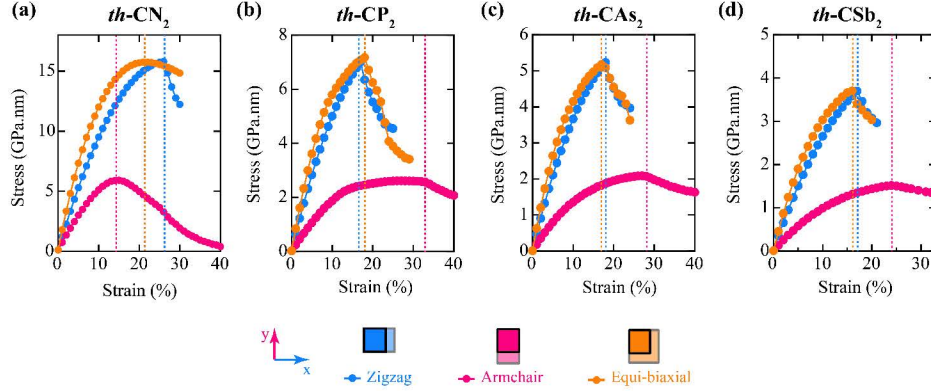 (a) th-CN2
Stress (GPa.nm)
15
10
5
0
0 10 20 30 40
Strain (%)
(b) th-CP2
Stress (GPa.nm)
8
6
4
2
0
0 10 20 30 40
Strain (%)
(c) th-CAs2
Stress (GPa.nm)
6
5
4
3
2
1
0
0 10 20 30 40
Strain (%)
(d) th-CSb2
Stress (GPa.nm)
5
4
3
2
1
0
0 10 20 30
Strain (%)
y
x
Zigzag
Armchair
Equi-biaxial